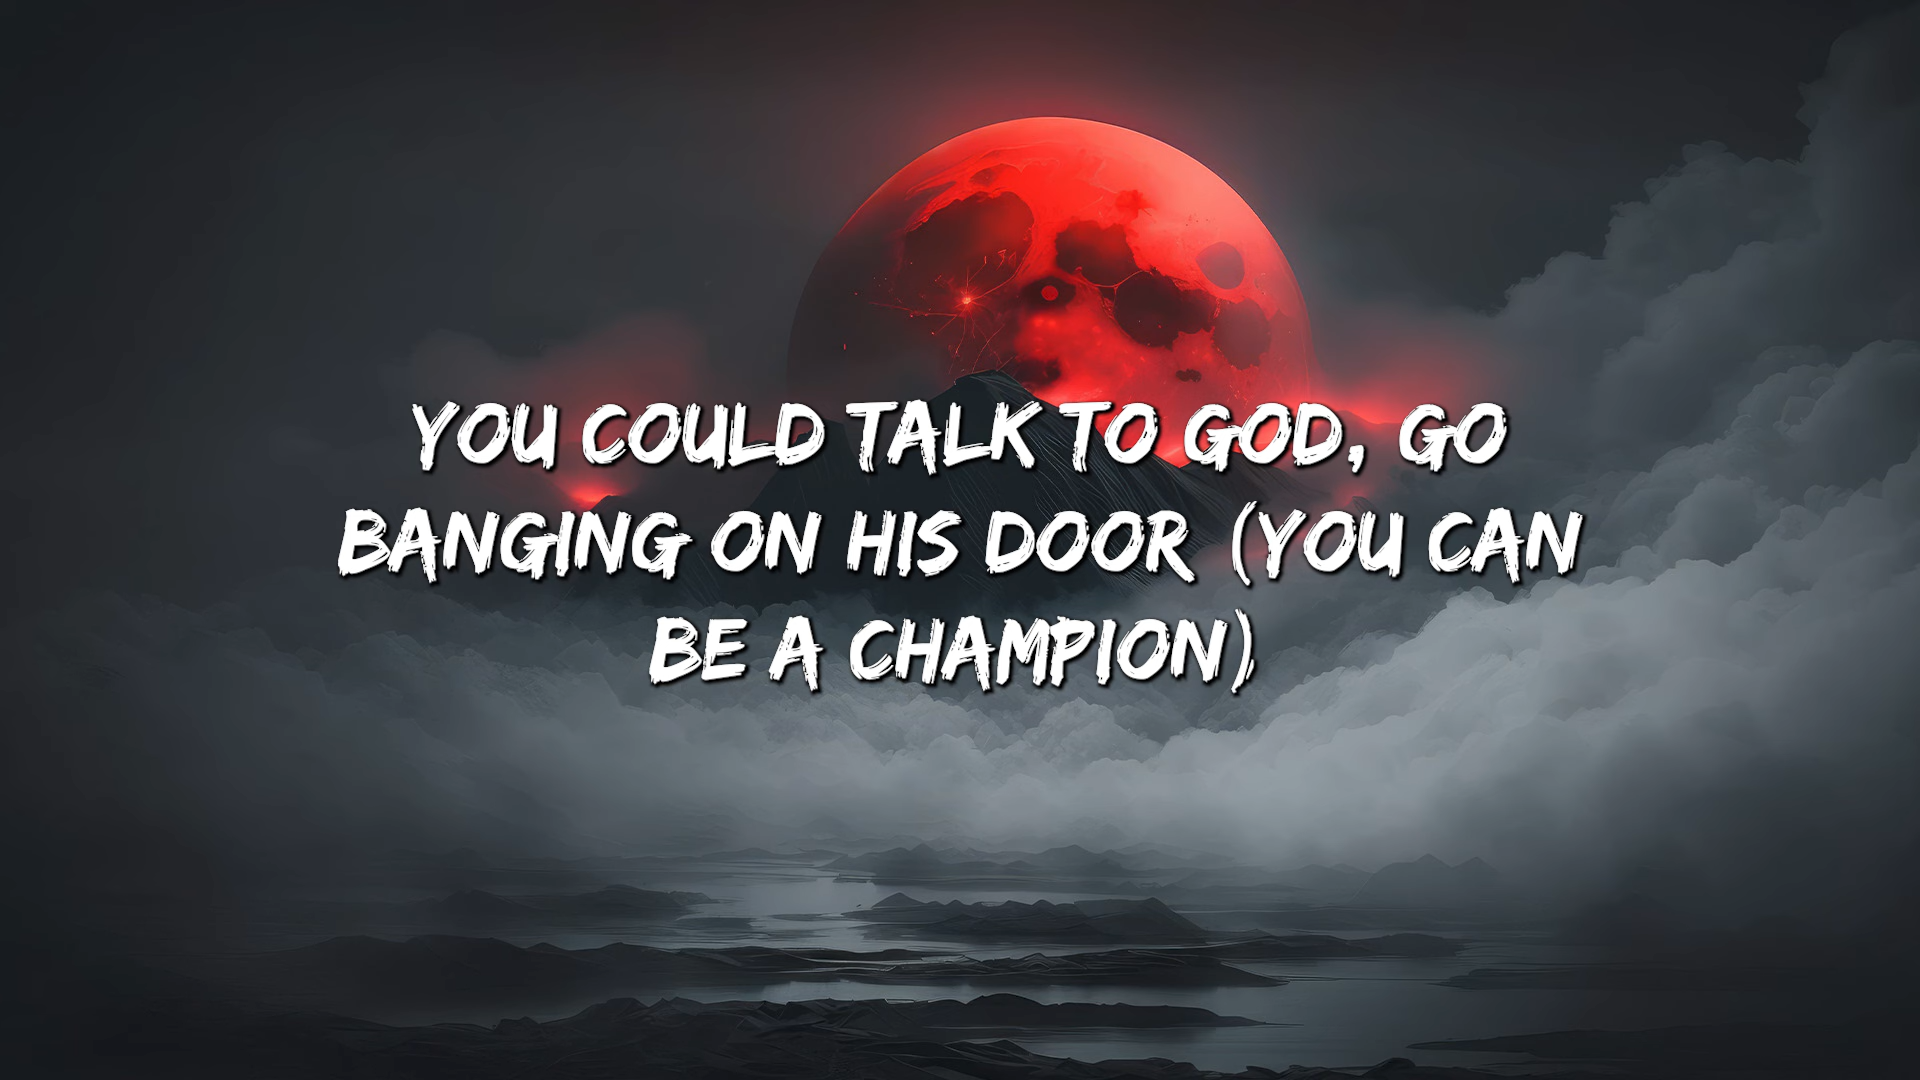 YOU COULD TALK TO GOD, GO
BANGING ON HIS DOOR (YOU CAN
BE A CHAMPION)